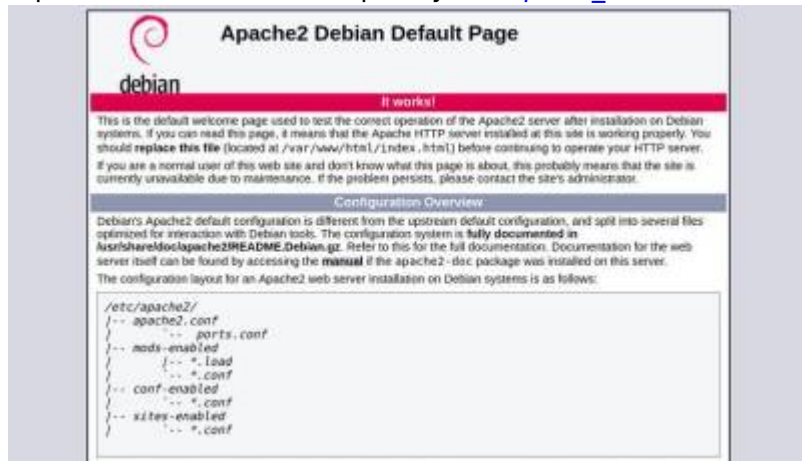 Apache2 Debian Default Page
debian
It works!
This is the default welcome page used to test the correct operation of the Apache2 server after installation on Debian
systems. If you can read this page, it means that the Apache HTTP server installed at this site is working properly. You
should replace this file (located at /var/www/html/index.html) before continuing to operate your HTTP server.
If you are a normal user of this web site and don't know what this page is about, this probably means that the site is
currently unavailable due to maintenance. If the problem persists, please contact the site's administrator.
Configuration Overview
Debian's Apache2 default configuration is different from the upstream default configuration, and split into several files
optimized for interaction with Debian tools. The configuration system is fully documented in
/usr/share/doc/apache2/README.Debian.gz. Refer to this for the full documentation. Documentation for the web
server itself can be found by accessing the manual if the apache2-doc package was installed on this server.
The configuration layout for an Apache2 web server installation on Debian systems is as follows:
/etc/apache2/
|-- apache2.conf
|       `--  ports.conf
|-- mods-enabled
|       |-- *.load
|       `-- *.conf
|-- conf-enabled
|       `-- *.conf
|-- sites-enabled
|       `-- *.conf